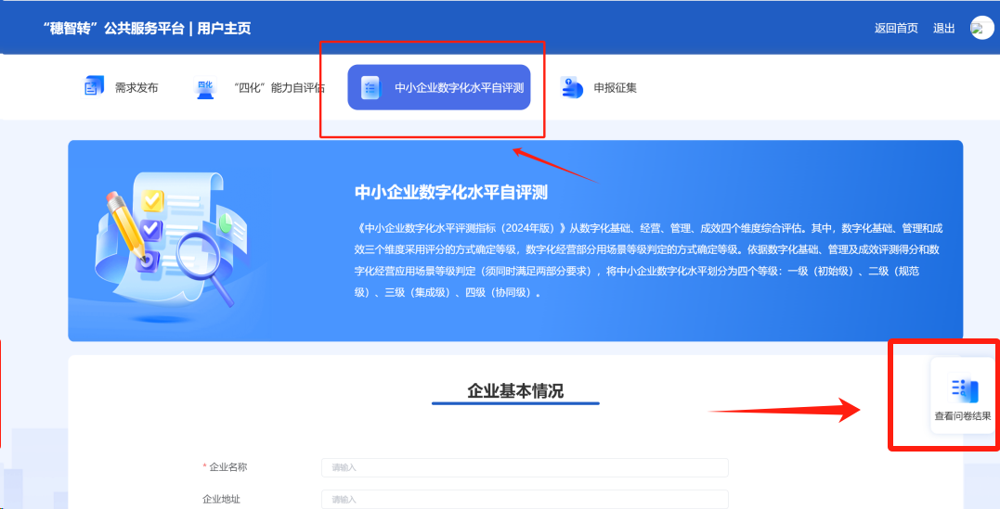 “穗智转”公共服务平台 | 用户主页
返回首页 退出
需求发布 四化 “四化”能力自评估 中小企业数字化水平自评测 申报征集
中小企业数字化水平自评测
《中小企业数字化水平评测指标（2024年版）》从数字化基础、经营、管理、成效四个维度综合评估。其中，数字化基础、管理和成
效三个维度采用评分的方式确定等级，数字化经营部分用场景等级判定的方式确定等级。依据数字化基础、管理及成效评测得分和数
字化经营应用场景等级判定（须同时满足两部分要求），将中小企业数字化水平划分为四个等级：一级（初始级）、二级（规范
级）、三级（集成级）、四级（协同级）。
企业基本情况
查看问卷结果
* 企业名称 请输入
企业地址 请输入